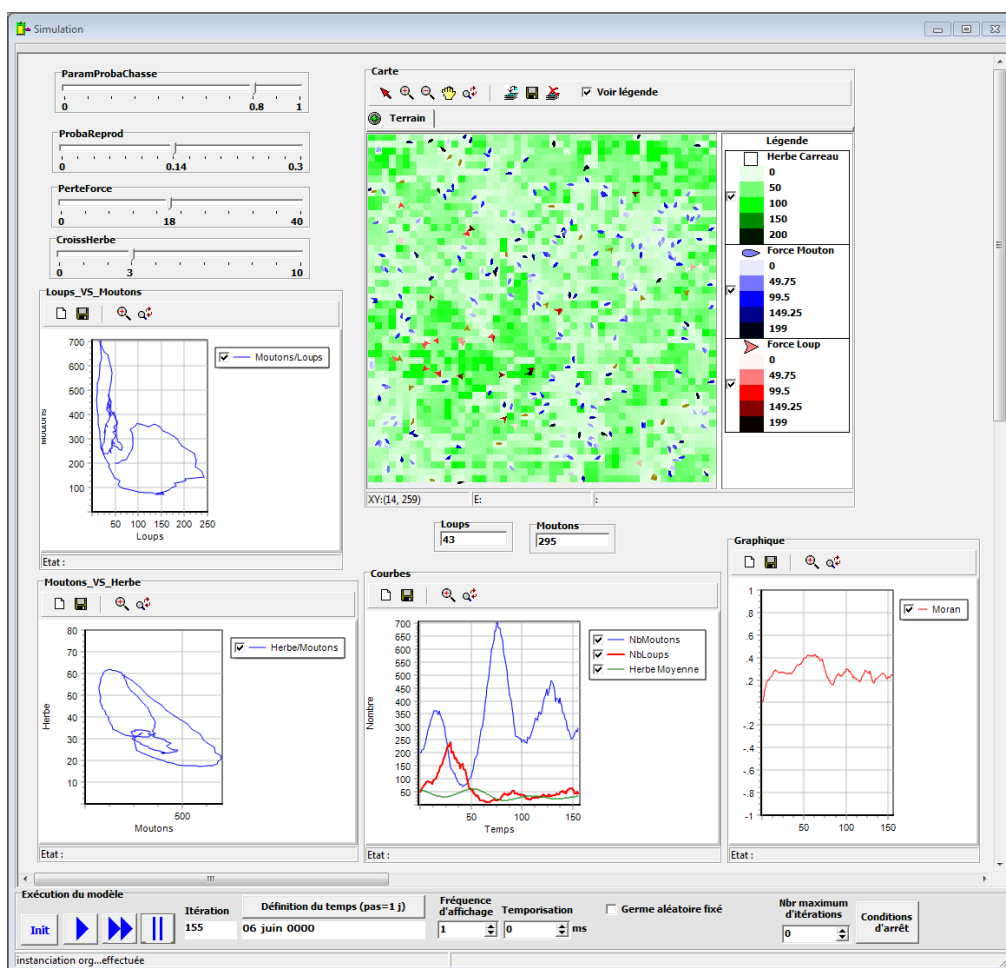 Simulation
ParamProbaChasse
0 0.8 1
ProbaReprod
0 0.14 0.3
PerteForce
0 18 40
CroissHerbe
0 3 10
Carte
Voir légende
Terrain
Légende
Herbe Carreau
0
50
100
150
200
Force Mouton
0
49.75
99.5
149.25
199
Force Loup
0
49.75
99.5
149.25
199
XY:(14, 259) E: :
Loups_VS_Moutons
Moutons/Loups
700
600
500
400
300
200
100
Moutons
50 100 150 200 250
Loups
Etat :
Loups
43
Moutons
295
Moutons_VS_Herbe
Herbe/Moutons
80
70
60
50
40
30
20
10
Herbe
500
Moutons
Etat :
Courbes
NbMoutons
NbLoups
HerbeMoyenne
700
650
600
550
500
450
400
350
300
250
200
150
100
50
Nombre
50 100 150
Temps
Etat :
Graphique
Moran
1
.8
.6
.4
.2
0
-.2
-.4
-.6
-.8
-1
50 100 150
Etat :
Exécution du modèle
Init
Itération
155
Définition du temps (pas=1 j)
06 juin 0000
Fréquence d'affichage
1
Temporisation
0 ms
Germe aléatoire fixé
Nbr maximum d'itérations
0
Conditions d'arrêt
instanciation org...effectuée